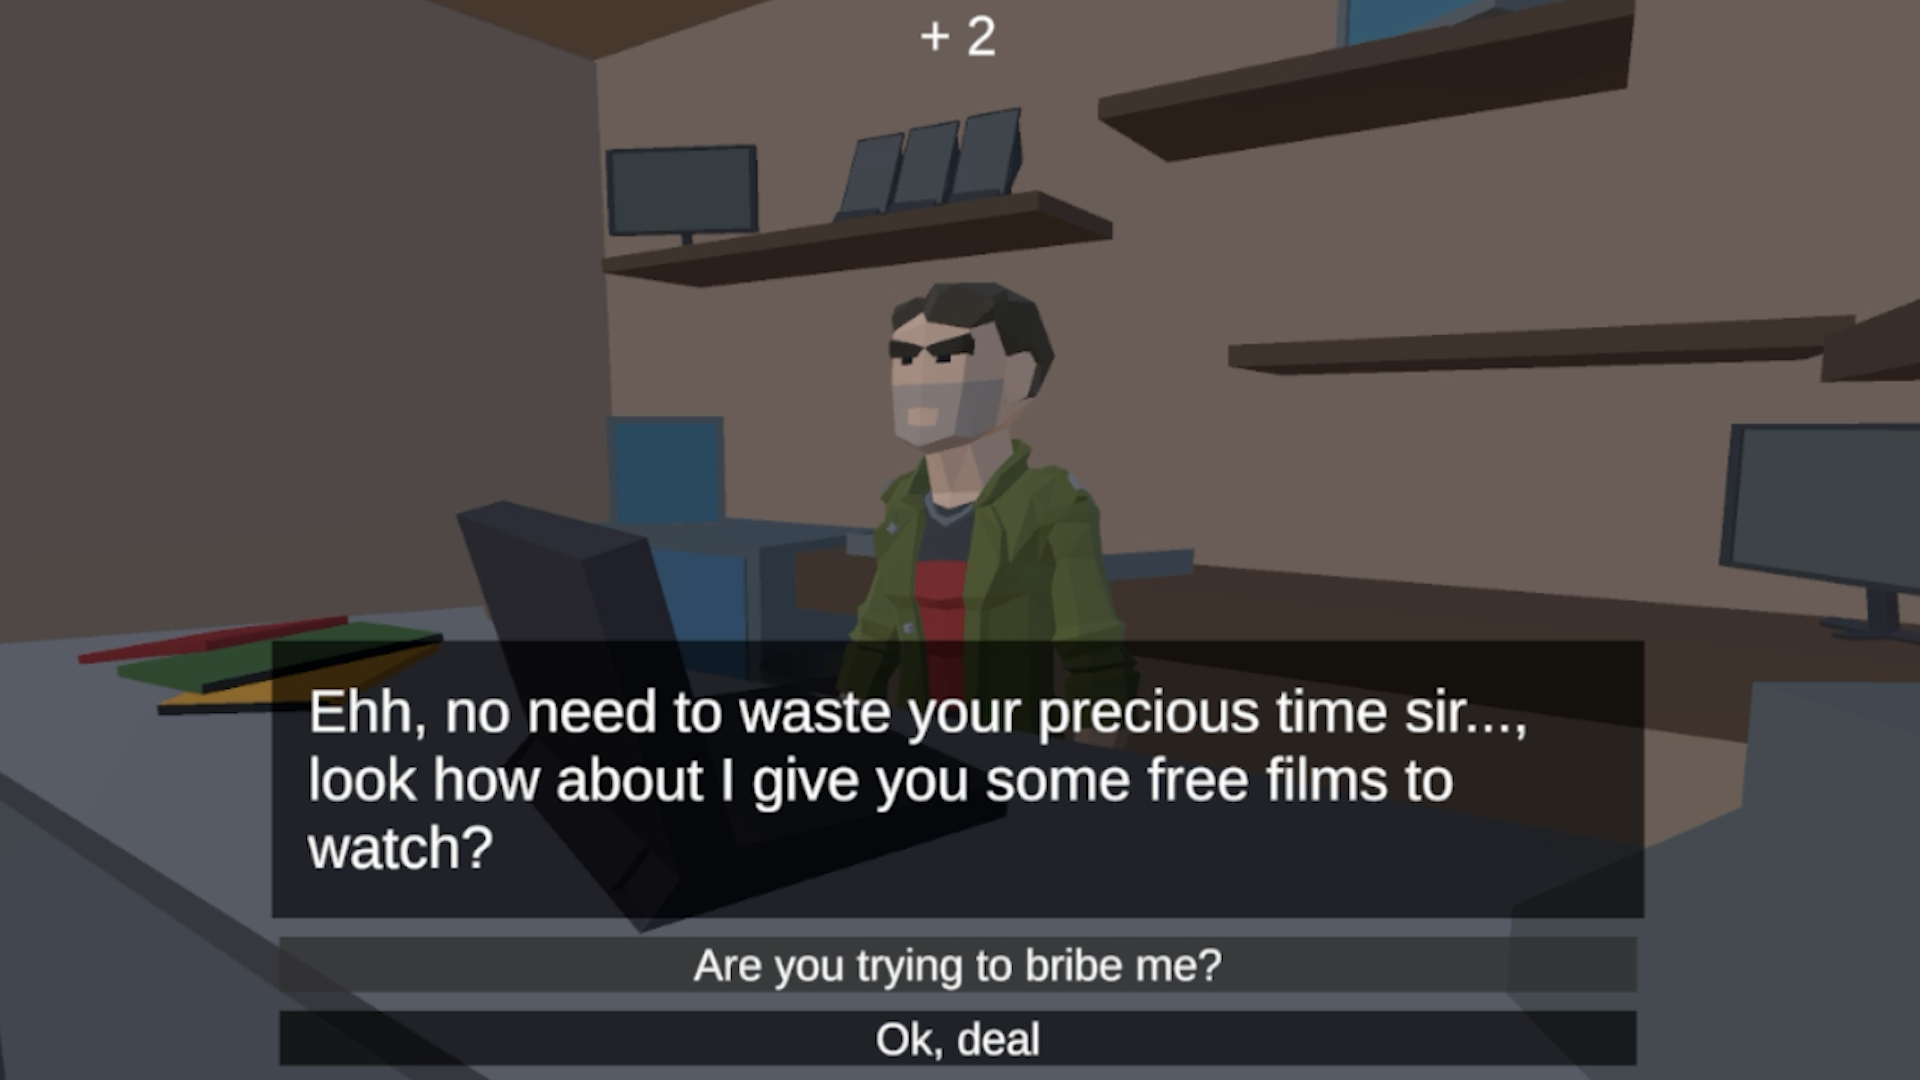 + 2
Ehh, no need to waste your precious time sir...,
look how about I give you some free films to
watch?
Are you trying to bribe me?
Ok, deal